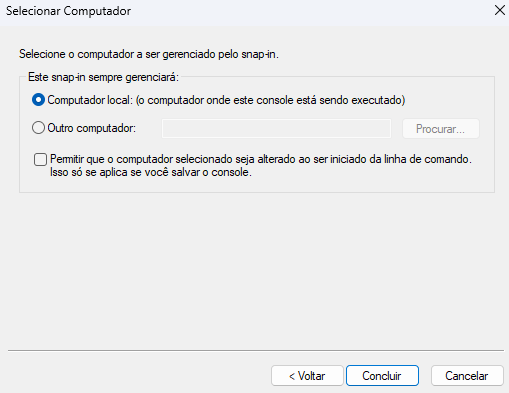 Selecionar Computador
Selecione o computador a ser gerenciado pelo snap-in.
Este snap-in sempre gerenciará:
Computador local: (o computador onde este console está sendo executado)
Outro computador:
Procurar...
Permitir que o computador selecionado seja alterado ao ser iniciado da linha de comando.
Isso só se aplica se você salvar o console.
< Voltar
Concluir
Cancelar